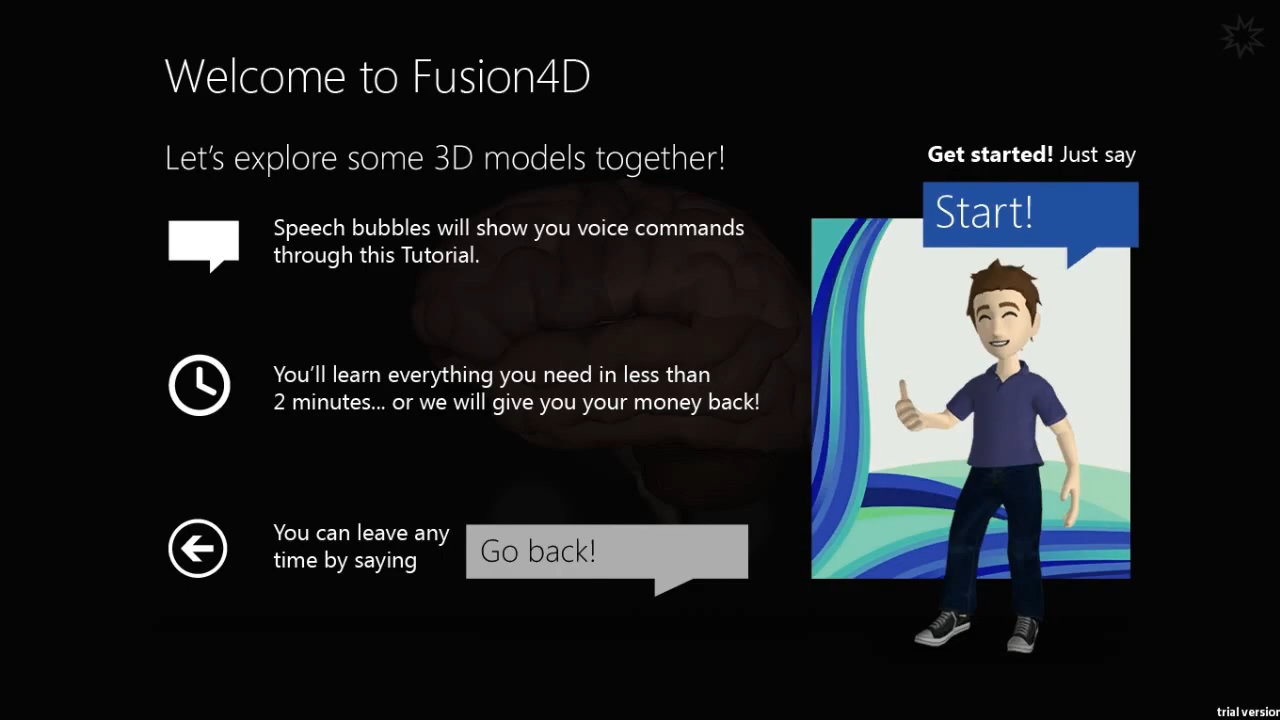 Welcome to Fusion4D
Let's explore some 3D models together!
Get started! Just say
Start!
Speech bubbles will show you voice commands
through this Tutorial.
You'll learn everything you need in less than
2 minutes... or we will give you your money back!
You can leave any
time by saying
Go back!
trial version